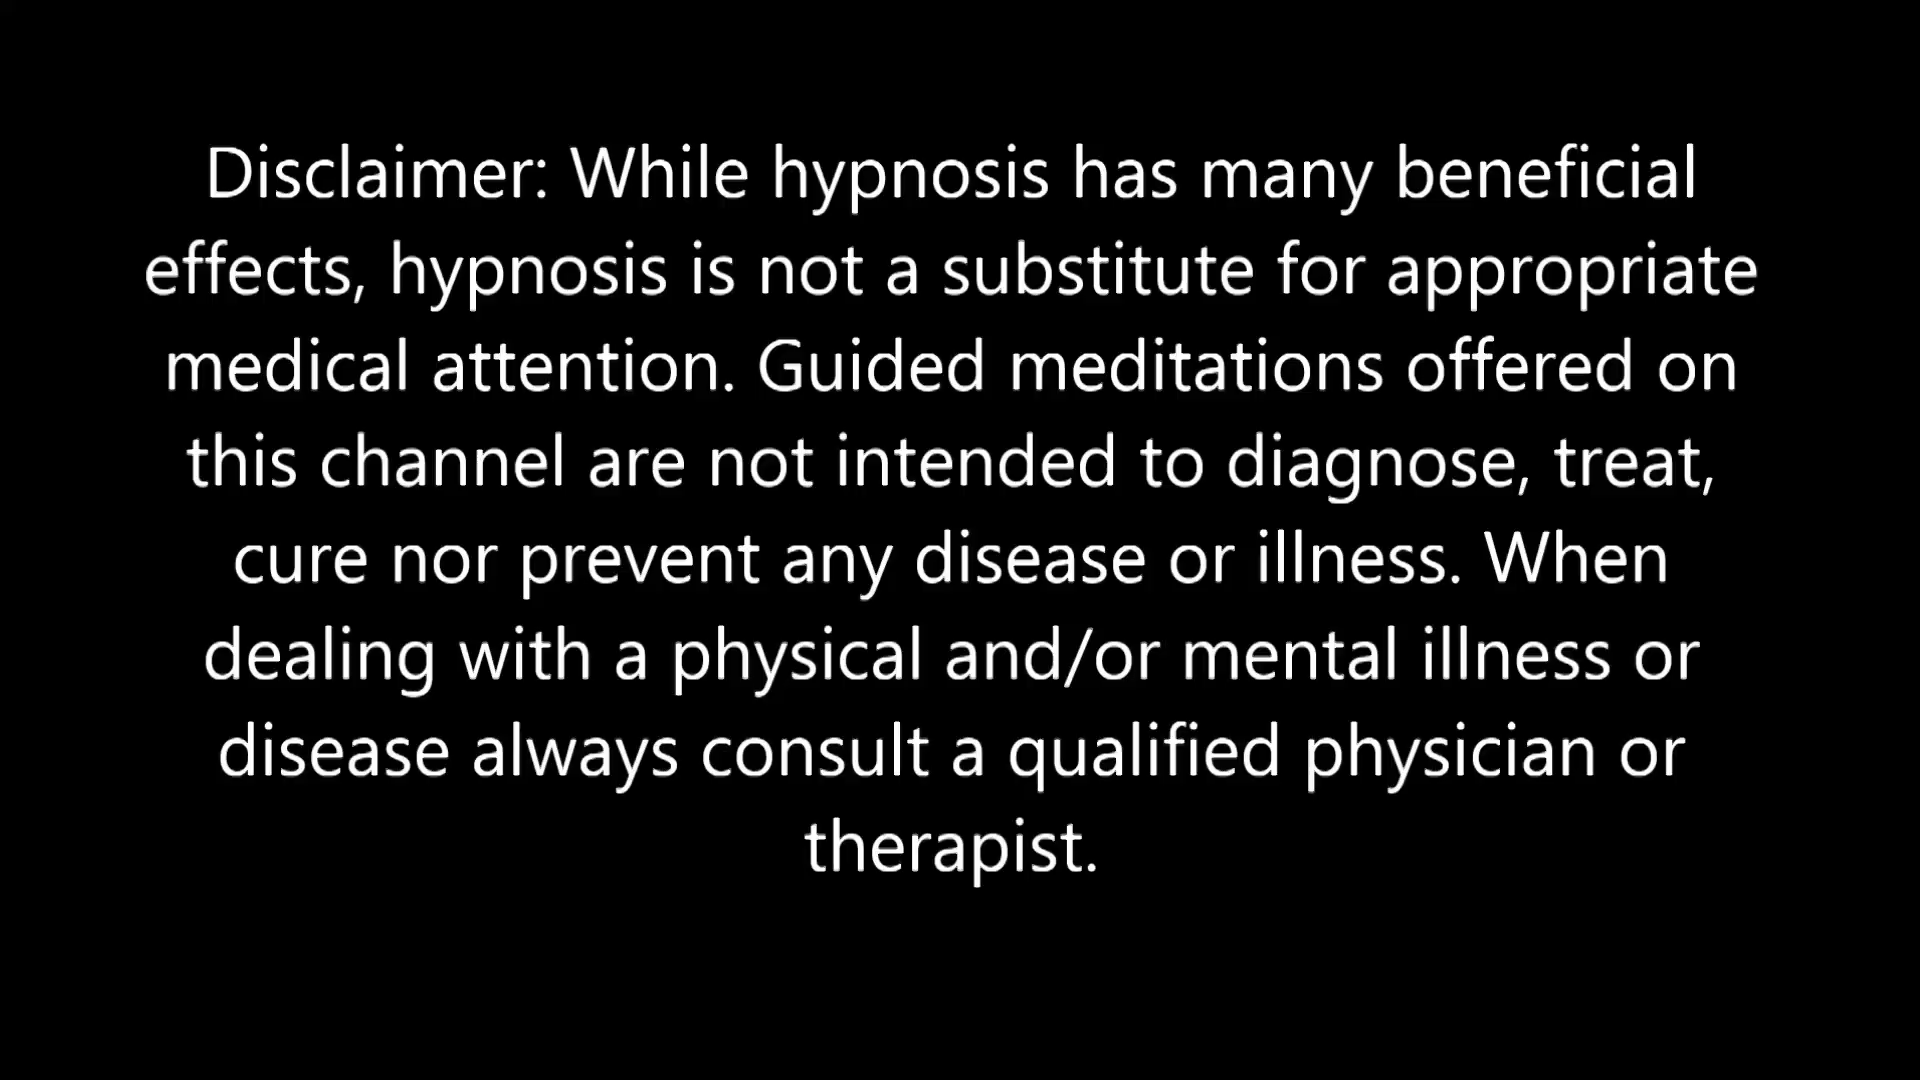 Disclaimer: While hypnosis has many beneficial
effects, hypnosis is not a substitute for appropriate
medical attention. Guided meditations offered on
this channel are not intended to diagnose, treat,
cure nor prevent any disease or illness. When
dealing with a physical and/or mental illness or
disease always consult a qualified physician or
therapist.